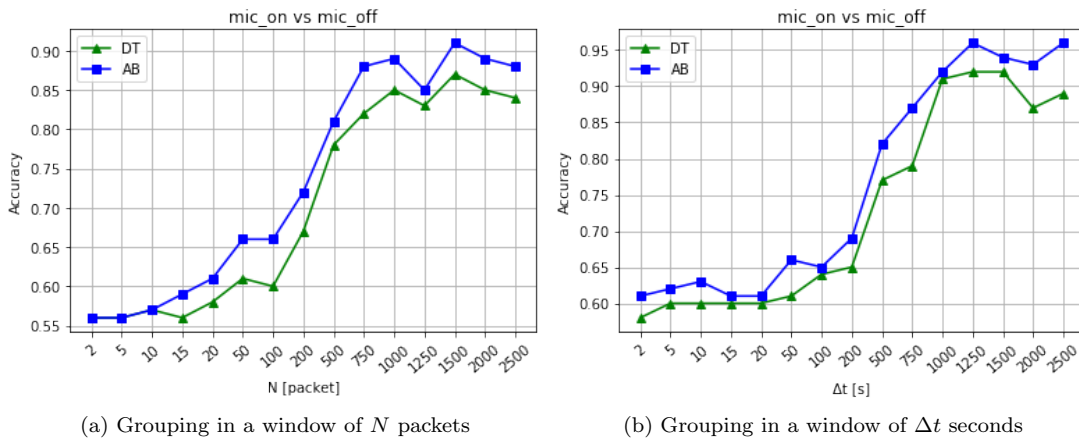 mic_on vs mic_off
DT
AB
Accuracy
0.90
0.85
0.80
0.75
0.70
0.65
0.60
0.55
2 5 10 15 20 50 100 200 500 750 1000 1250 1500 2000 2500
N [packet]
(a) Grouping in a window of N packets
mic_on vs mic_off
DT
AB
Accuracy
0.95
0.90
0.85
0.80
0.75
0.70
0.65
0.60
2 5 10 15 20 50 100 200 500 750 1000 1250 1500 2000 2500
Δt [s]
(b) Grouping in a window of Δt seconds